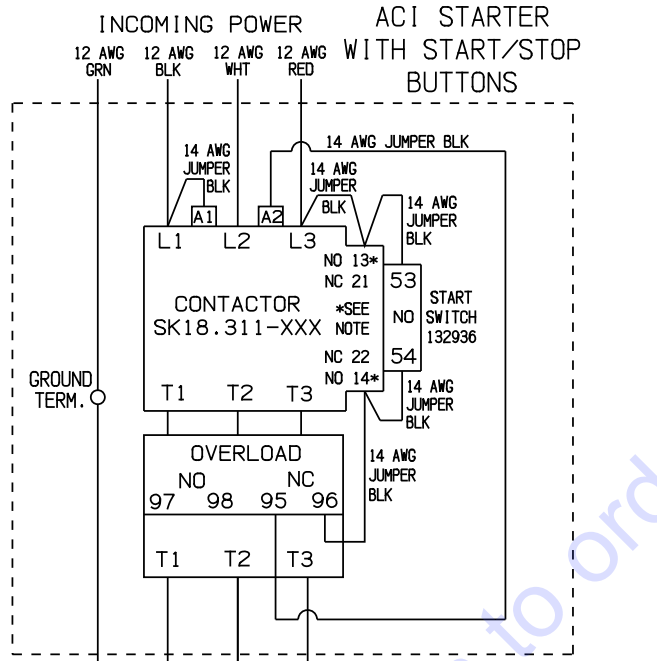 INCOMING POWER
ACI STARTER
WITH START/STOP
BUTTONS
12 AWG
GRN
12 AWG
BLK
12 AWG
WHT
12 AWG
RED
14 AWG JUMPER BLK
14 AWG
JUMPER
BLK
14 AWG
JUMPER
BLK
14 AWG
JUMPER
BLK
A1
A2
L1
L2
L3
NO 13*
NC 21
53
CONTACTOR
SK18.311-XXX
*SEE
NOTE
NO
START
SWITCH
132936
NC 22
NO 14*
54
GROUND
TERM.
T1
T2
T3
14 AWG
JUMPER
BLK
OVERLOAD
NO
NC
97
98
95
96
14 AWG
JUMPER
BLK
T1
T2
T3
to ord